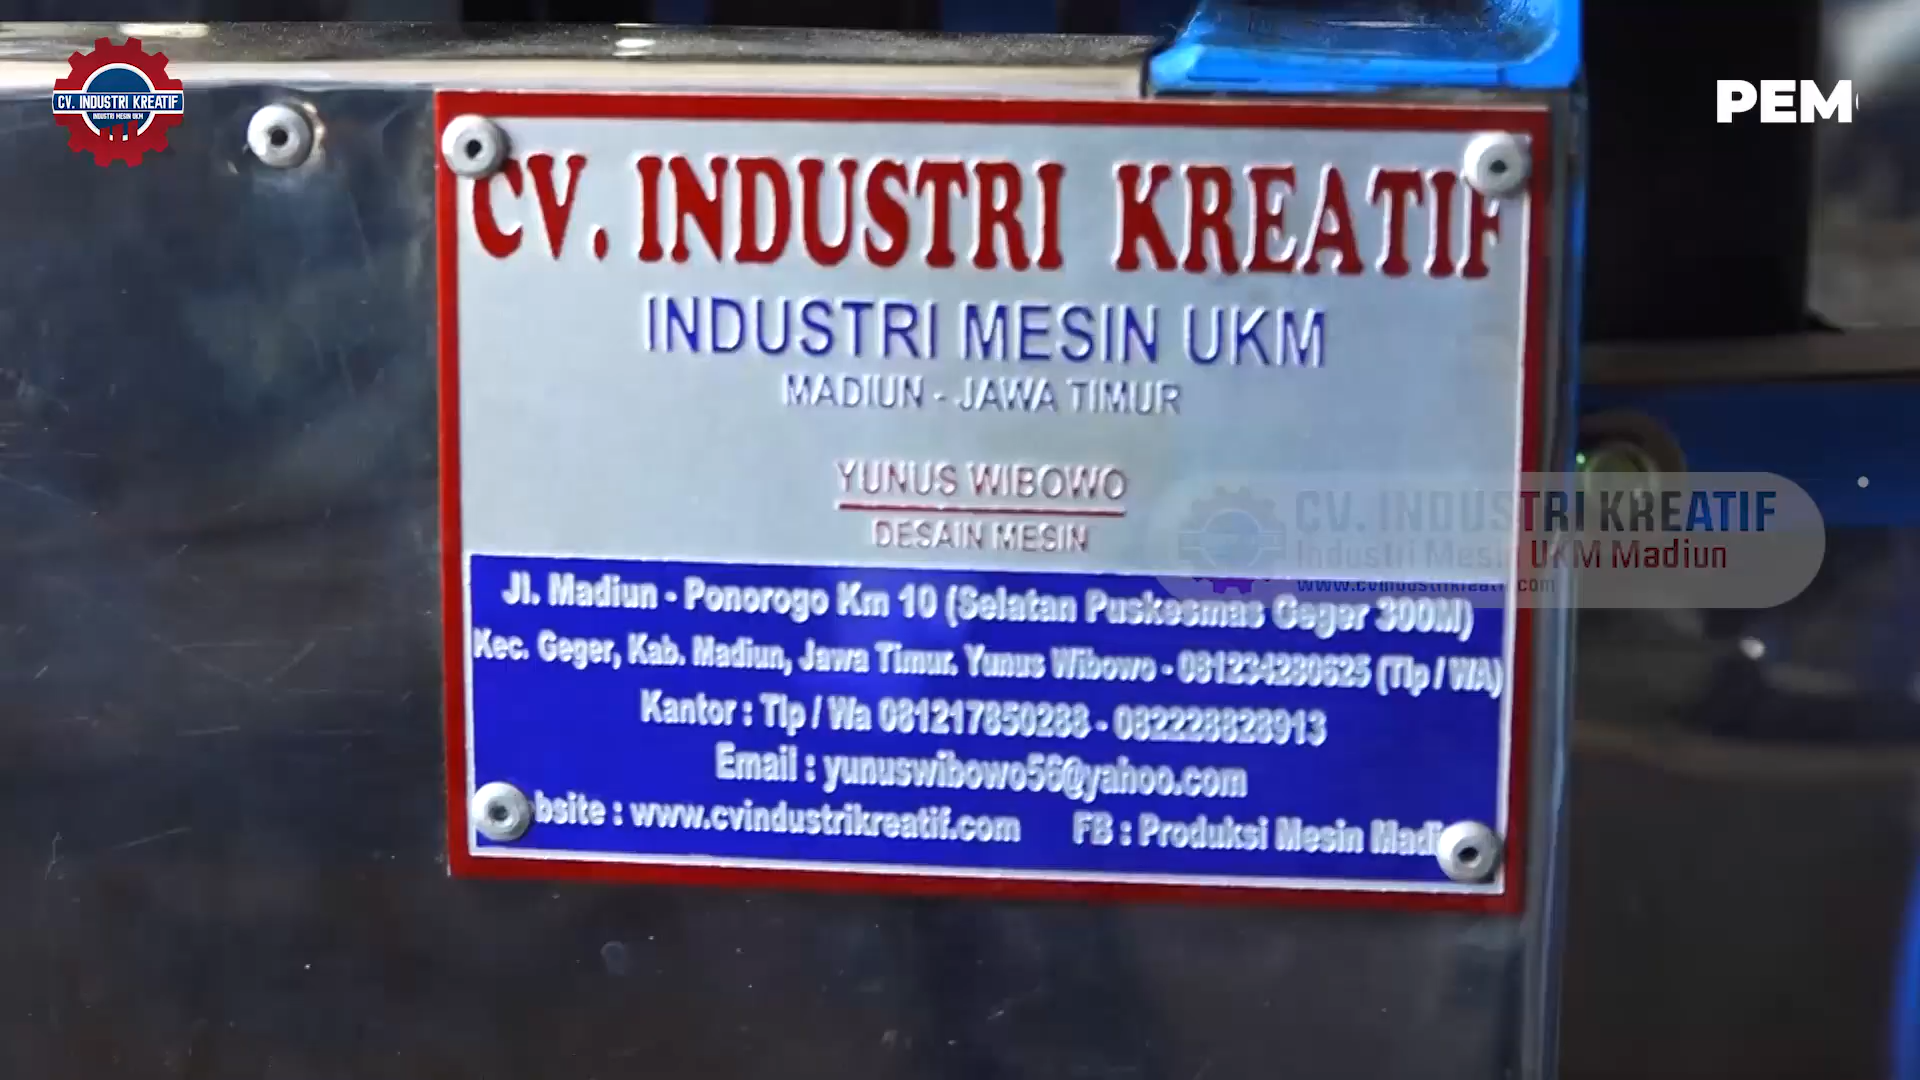 CV. INDUSTRI KREATIF
INDUSTRI MESIN UKM
PEM
CV. INDUSTRI KREATIF
INDUSTRI MESIN UKM
MADIUN - JAWA TIMUR
YUNUS WIBOWO
DESAIN MESIN
CV. INDUSTRI KREATIF
Industri Mesin UKM Madiun
www.cvindustrikreatif.com
Jl. Madiun - Ponorogo Km 10 (Selatan Puskesmas Geger 300M)
Kec. Geger, Kab. Madiun, Jawa Timur. Yunus Wibowo - 081234280625 (Tlp / WA)
Kantor : Tlp / Wa 081217850288 - 082228828913
Email : yunuswibowo56@yahoo.com
bsite : www.cvindustrikreatif.com FB : Produksi Mesin Madi